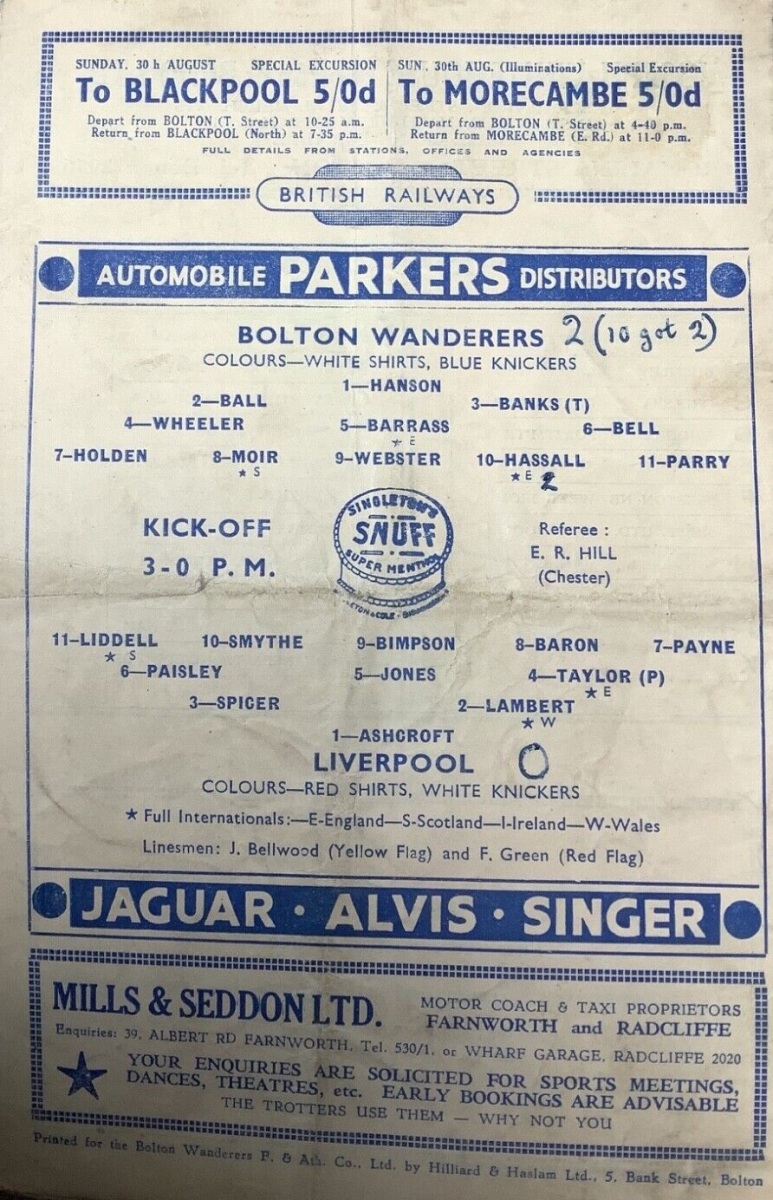 SUNDAY, 30 h AUGUST SPECIAL EXCURSION
To BLACKPOOL 5/0d
Depart from BOLTON (T. Street) at 10-25 a.m.
Return from BLACKPOOL (North) at 7-35 p.m.
SUN. 30th AUG. (Illuminations) Special Excursion
To MORECAMBE 5/0d
Depart from BOLTON (T. Street) at 4-40 p.m.
Return from MORECAMBE (E. Rd.) at 11-0 p.m.
FULL DETAILS FROM STATIONS, OFFICES AND AGENCIES
BRITISH RAILWAYS
AUTOMOBILE PARKERS DISTRIBUTORS
BOLTON WANDERERS 2 (10 got 2)
COLOURS—WHITE SHIRTS, BLUE KNICKERS
1—HANSON
2—BALL 3—BANKS (T)
4—WHEELER 5—BARRASS 6—BELL
★ E
7-HOLDEN 8-MOIR 9-WEBSTER 10-HASSALL 11-PARRY
★ S ★ E 2
KICK-OFF
3-0 P. M.
SINGLETON'S
SNUFF
SUPER MENTHOL
Referee :
E. R. HILL
(Chester)
11-LIDDELL 10-SMYTHE 9-BIMPSON 8-BARON 7-PAYNE
★ S
6—PAISLEY 5-JONES 4—TAYLOR (P)
★ E
3—SPICER 2—LAMBERT
★ W
1—ASHCROFT
LIVERPOOL 0
COLOURS—RED SHIRTS, WHITE KNICKERS
★ Full Internationals:—E-England—S-Scotland—I-Ireland—W-Wales
Linesmen: J. Bellwood (Yellow Flag) and F. Green (Red Flag)
JAGUAR · ALVIS · SINGER
MILLS & SEDDON LTD.
MOTOR COACH & TAXI PROPRIETORS
FARNWORTH and RADCLIFFE
Enquiries: 39, ALBERT RD FARNWORTH. Tel. 530/1. or WHARF GARAGE, RADCLIFFE 2020
YOUR ENQUIRIES ARE SOLICITED FOR SPORTS MEETINGS,
DANCES, THEATRES, etc. EARLY BOOKINGS ARE ADVISABLE
THE TROTTERS USE THEM — WHY NOT YOU
Printed for the Bolton Wanderers F. & Ath. Co., Ltd. by Hilliard & Haslam Ltd., 5, Bank Street, Bolton